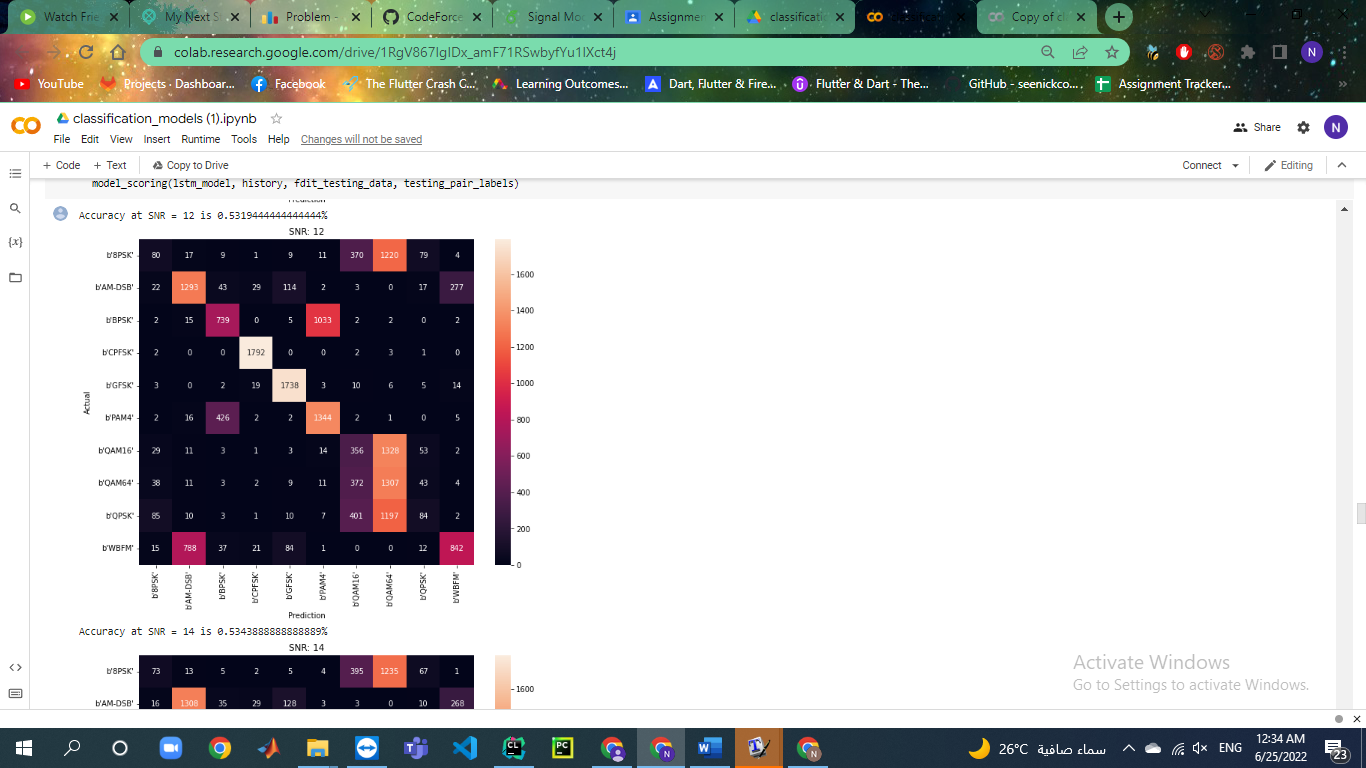 Watch Frie
My Next S
Problem -
CodeForce
Signal Mo
Assignmen
classificatio
Copy of cl
colab.research.google.com/drive/1RgV867IgIDx_amF71RSwbyfYu1lXct4j
N
YouTube
Projects · Dashboar...
Facebook
The Flutter Crash C...
Learning Outcomes...
Dart, Flutter & Fire...
Flutter & Dart - The...
GitHub - seenickco...
Assignment Tracker...
»
classification_models (1).ipynb
File Edit View Insert Runtime Tools Help Changes will not be saved
Share
N
+ Code + Text Copy to Drive
Connect
Editing
model_scoring(lstm_model, history, fdit_testing_data, testing_pair_labels)
Prediction
Accuracy at SNR = 12 is 0.5319444444444444%
SNR: 12
b'8PSK' 80 17 9 1 9 11 370 1220 79 4
b'AM-DSB' 22 1293 43 29 114 2 3 0 17 277
b'BPSK' 2 15 739 0 5 1033 2 2 0 2
b'CPFSK' 2 0 0 1792 0 0 2 3 1 0
b'GFSK' 3 0 2 19 1738 3 10 6 5 14
b'PAM4' 2 16 426 2 2 1344 2 1 0 5
b'QAM16' 29 11 3 1 3 14 356 1328 53 2
b'QAM64' 38 11 3 2 9 11 372 1307 43 4
b'QPSK' 85 10 3 1 10 7 401 1197 84 2
b'WBFM' 15 788 37 21 84 1 0 0 12 842
Actual
b'8PSK' b'AM-DSB' b'BPSK' b'CPFSK' b'GFSK' b'PAM4' b'QAM16' b'QAM64' b'QPSK' b'WBFM'
Prediction
1600
1400
1200
1000
800
600
400
200
0
Accuracy at SNR = 14 is 0.5343888888888889%
SNR: 14
b'8PSK' 73 13 5 2 5 4 395 1235 67 1
b'AM-DSB' 16 1308 35 29 128 3 3 0 10 268
1600
Activate Windows
Go to Settings to activate Windows.
26°C سماء صافية
ENG
12:34 AM
6/25/2022
23